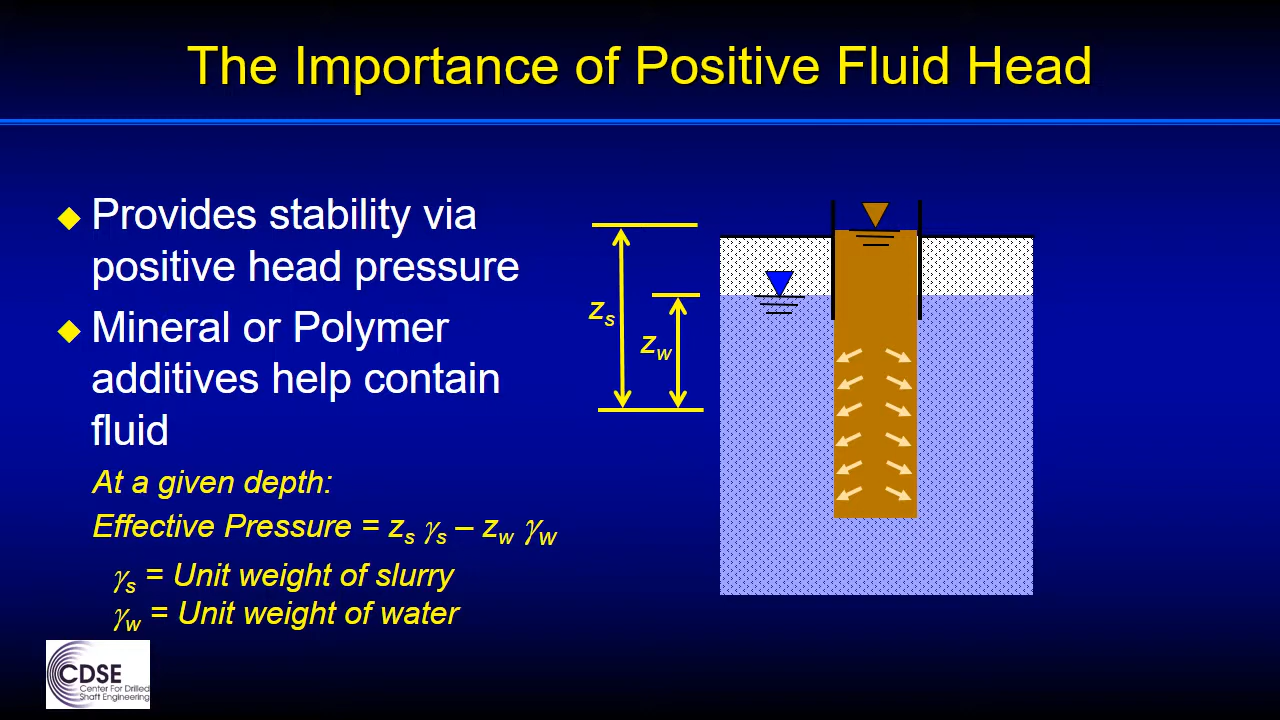 The Importance of Positive Fluid Head
Provides stability via
positive head pressure
Mineral or Polymer
additives help contain
fluid
At a given depth:
Effective Pressure = zs γs – zw γw
γs = Unit weight of slurry
γw = Unit weight of water
zs
zw
CDSE
Center For Drilled
Shaft Engineering